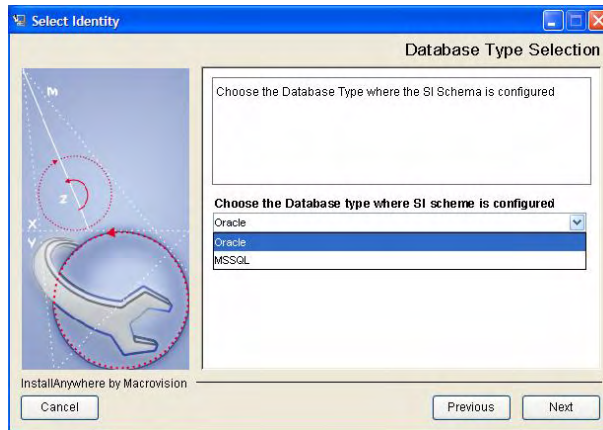 Select Identity
Database Type Selection
M
Z
X
Y
Choose the Database Type where the SI Schema is configured
Choose the Database type where SI scheme is configured
Oracle
Oracle
MSSQL
InstallAnywhere by Macrovision
Cancel
Previous
Next